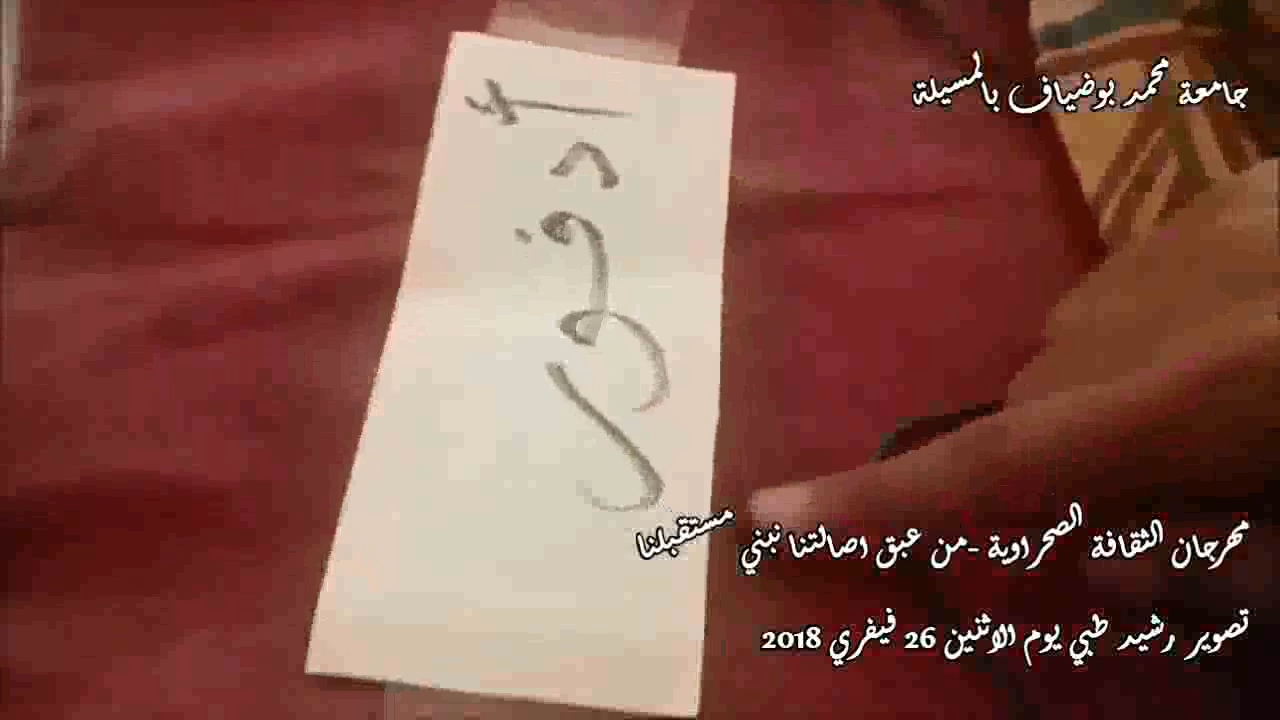 جامعة محمد بوضياف بالمسيلة
أدفور
مهرجان الثقافة الصحراوية -من عبق اصالتنا نبني مستقبلنا
تصوير رشيد طبي يوم الاثنين 26 فيفري 2018